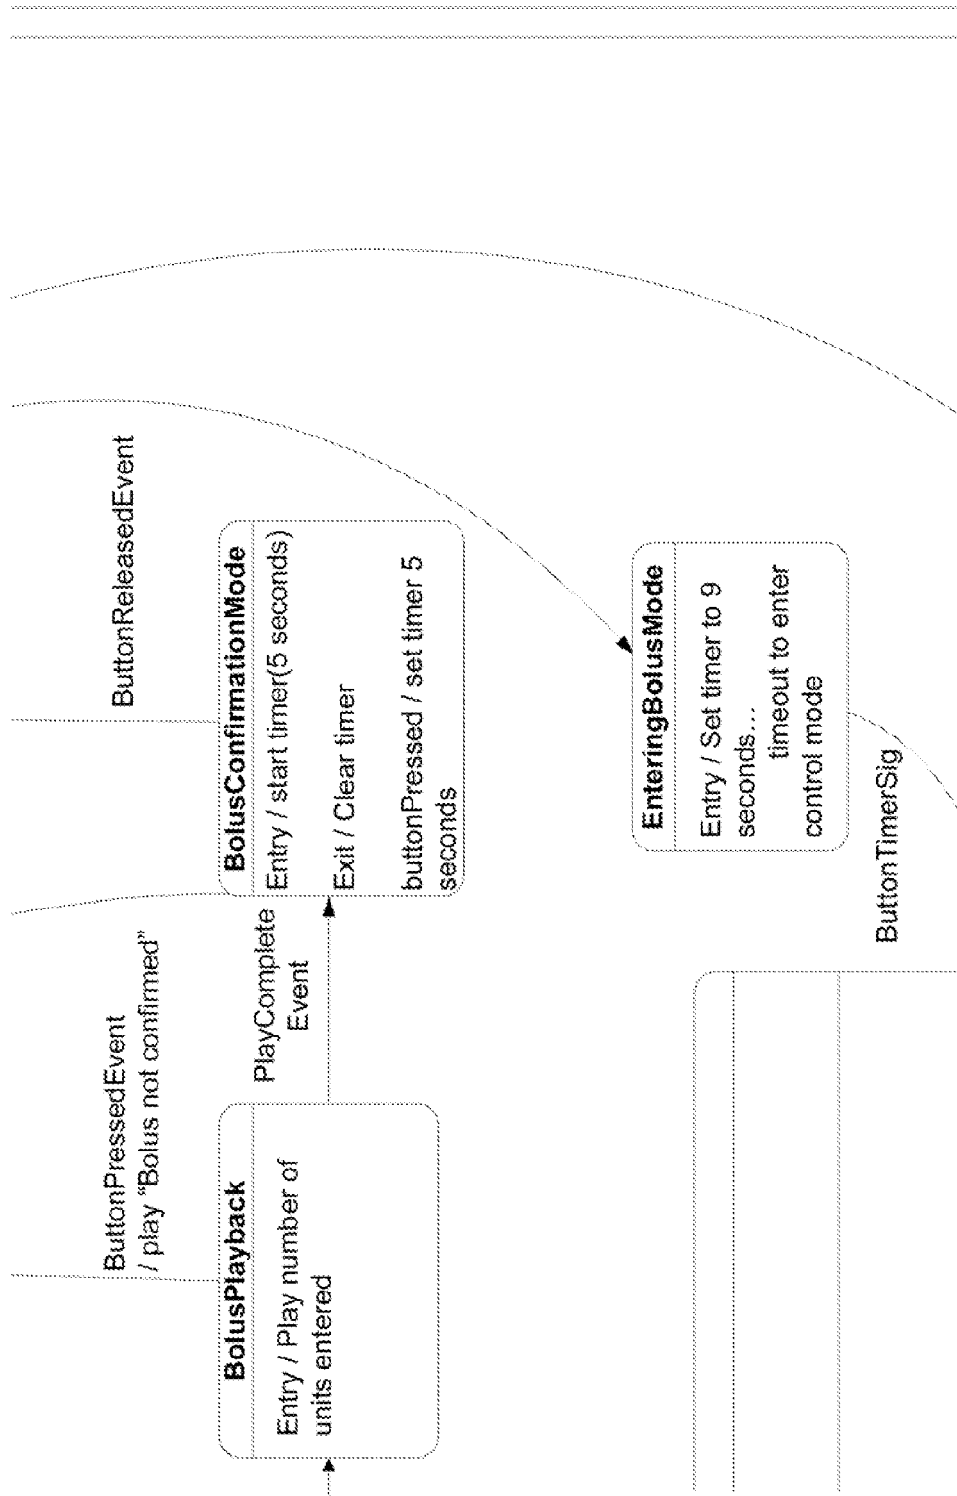 ButtonPressedEvent
/ play “Bolus not confirmed”
ButtonReleasedEvent
BolusPlayback
Entry / Play number of
units entered
PlayComplete
Event
BolusConfirmationMode
Entry / start timer(5 seconds)
Exit / Clear timer
buttonPressed / set timer 5
seconds
EnteringBolusMode
Entry / Set timer to 9
seconds...
timeout to enter
control mode
ButtonTimerSig